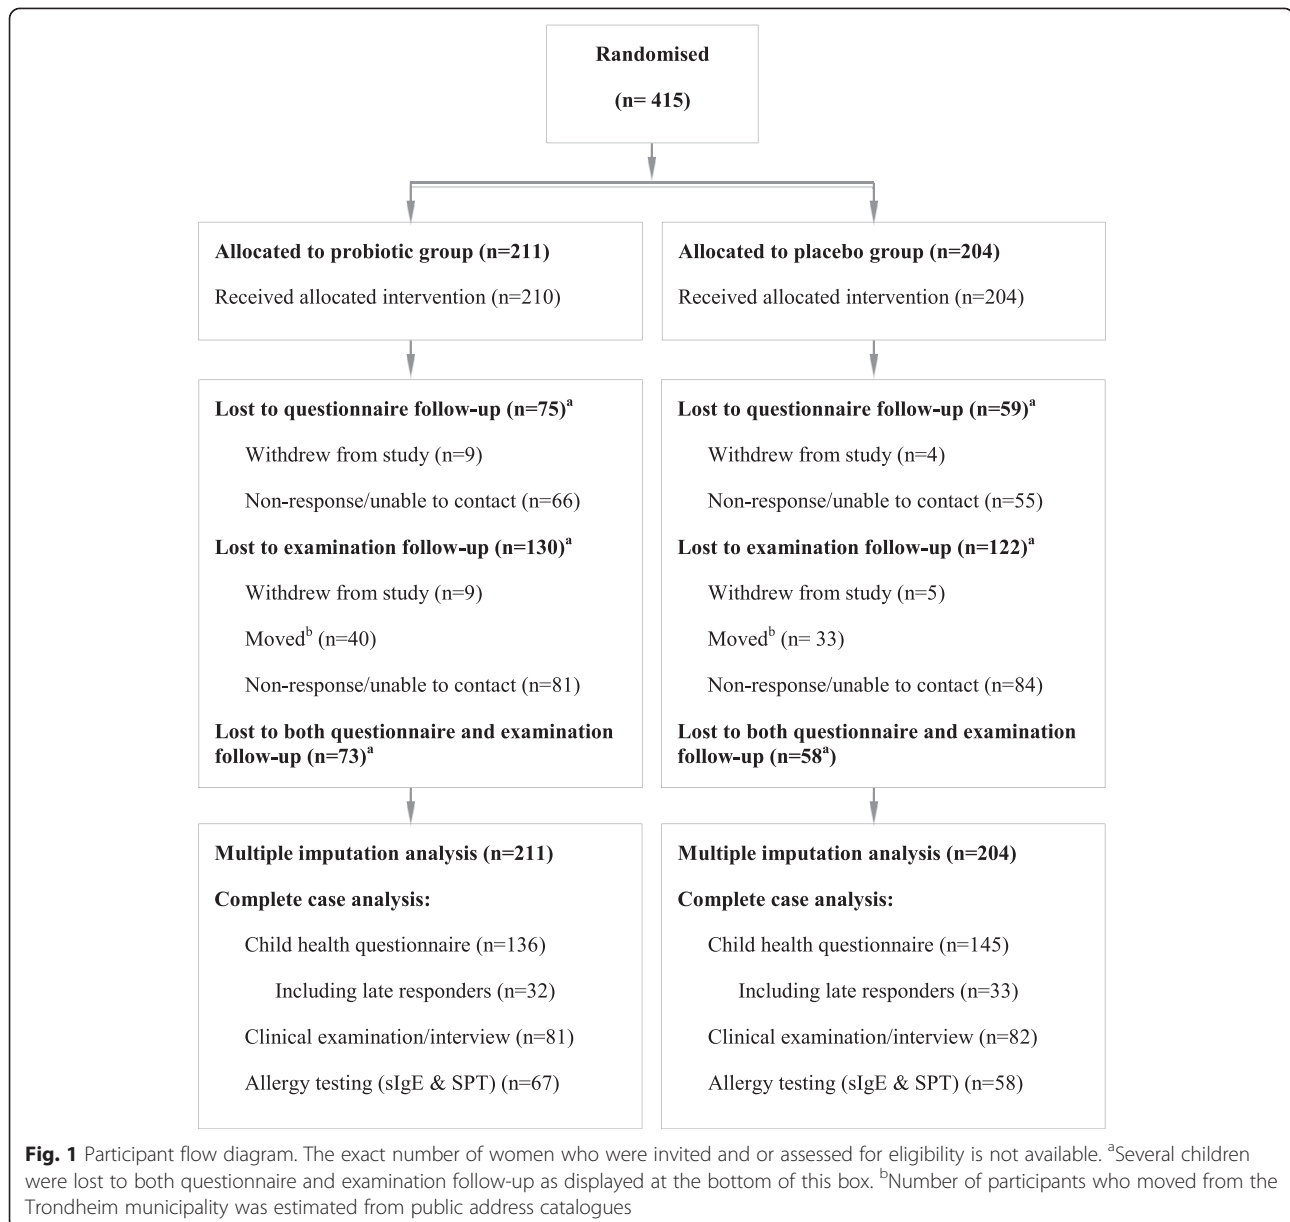 Randomised
(n= 415)
Allocated to probiotic group (n=211)
Received allocated intervention (n=210)
Allocated to placebo group (n=204)
Received allocated intervention (n=204)
Lost to questionnaire follow-up (n=75)a
Withdrew from study (n=9)
Non-response/unable to contact (n=66)
Lost to examination follow-up (n=130)a
Withdrew from study (n=9)
Movedb (n=40)
Non-response/unable to contact (n=81)
Lost to both questionnaire and examination
follow-up (n=73)a
Lost to questionnaire follow-up (n=59)a
Withdrew from study (n=4)
Non-response/unable to contact (n=55)
Lost to examination follow-up (n=122)a
Withdrew from study (n=5)
Movedb (n= 33)
Non-response/unable to contact (n=84)
Lost to both questionnaire and examination
follow-up (n=58a)
Multiple imputation analysis (n=211)
Complete case analysis:
Child health questionnaire (n=136)
Including late responders (n=32)
Clinical examination/interview (n=81)
Allergy testing (sIgE & SPT) (n=67)
Multiple imputation analysis (n=204)
Complete case analysis:
Child health questionnaire (n=145)
Including late responders (n=33)
Clinical examination/interview (n=82)
Allergy testing (sIgE & SPT) (n=58)
Fig. 1 Participant flow diagram. The exact number of women who were invited and or assessed for eligibility is not available. aSeveral children
were lost to both questionnaire and examination follow-up as displayed at the bottom of this box. bNumber of participants who moved from the
Trondheim municipality was estimated from public address catalogues